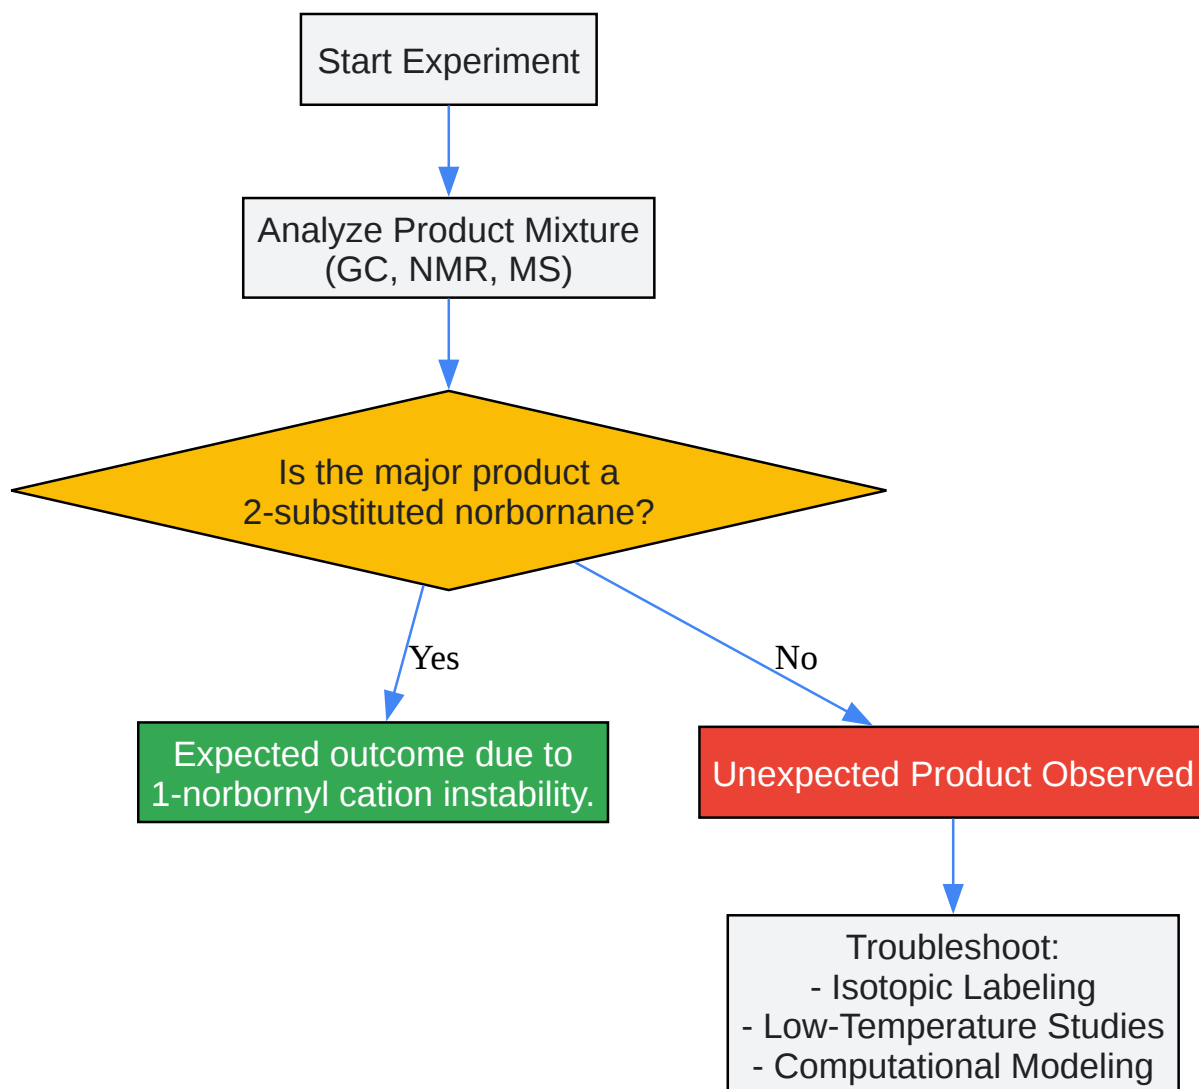 Start Experiment
Analyze Product Mixture
(GC, NMR, MS)
Is the major product a
2-substituted norbornane?
Yes
No
Expected outcome due to
1-norbornyl cation instability.
Unexpected Product Observed
Troubleshoot:
- Isotopic Labeling
- Low-Temperature Studies
- Computational Modeling